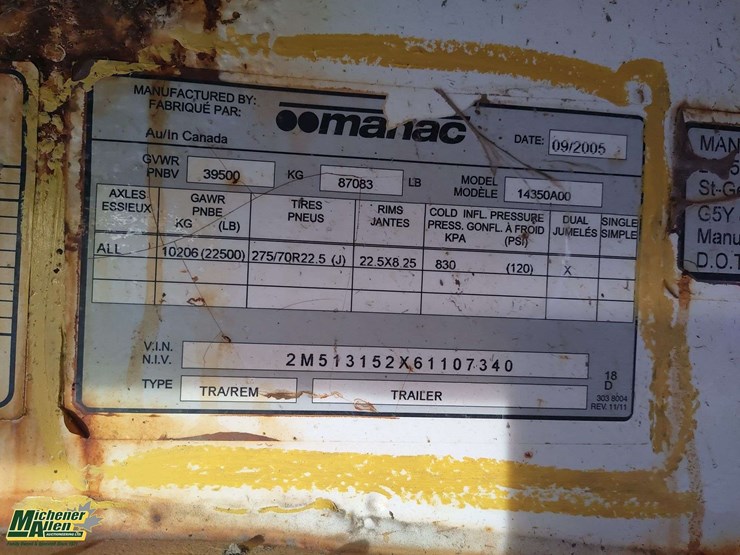 MANUFACTURED BY:
FABRIQUÉ PAR:
manac
Au/In Canada
DATE: 09/2005
GVWR
PNBV 39500 KG 87083 LB
MODEL
MODÈLE 14350A00
AXLES
ESSIEUX
GAWR
PNBE
KG (LB)
TIRES
PNEUS
RIMS
JANTES
COLD INFL. PRESSURE
PRESS. GONFL. À FROID
KPA (PSI)
DUAL
JUMELÉS
SINGLE
SIMPLE
ALL 10206 (22500) 275/70R22.5 (J) 22.5X8.25 830 (120) X
V.I.N.
N.I.V. 2M513152X61107340
TYPE TRA/REM TRAILER
18
D
303 8004
REV. 11/11
MAN
St-Ge
G5Y
Manu
D.O.T
Michener
Allen
AUCTIONEERING LTD.